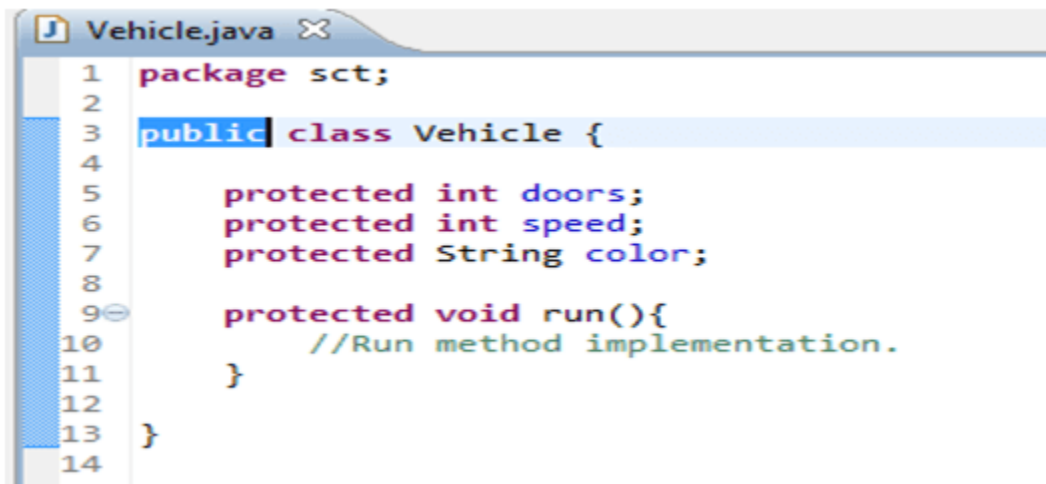 Vehicle.java
1 package sct;
2
3 public class Vehicle {
4
5 protected int doors;
6 protected int speed;
7 protected String color;
8
9 protected void run(){
10 //Run method implementation.
11 }
12
13 }
14